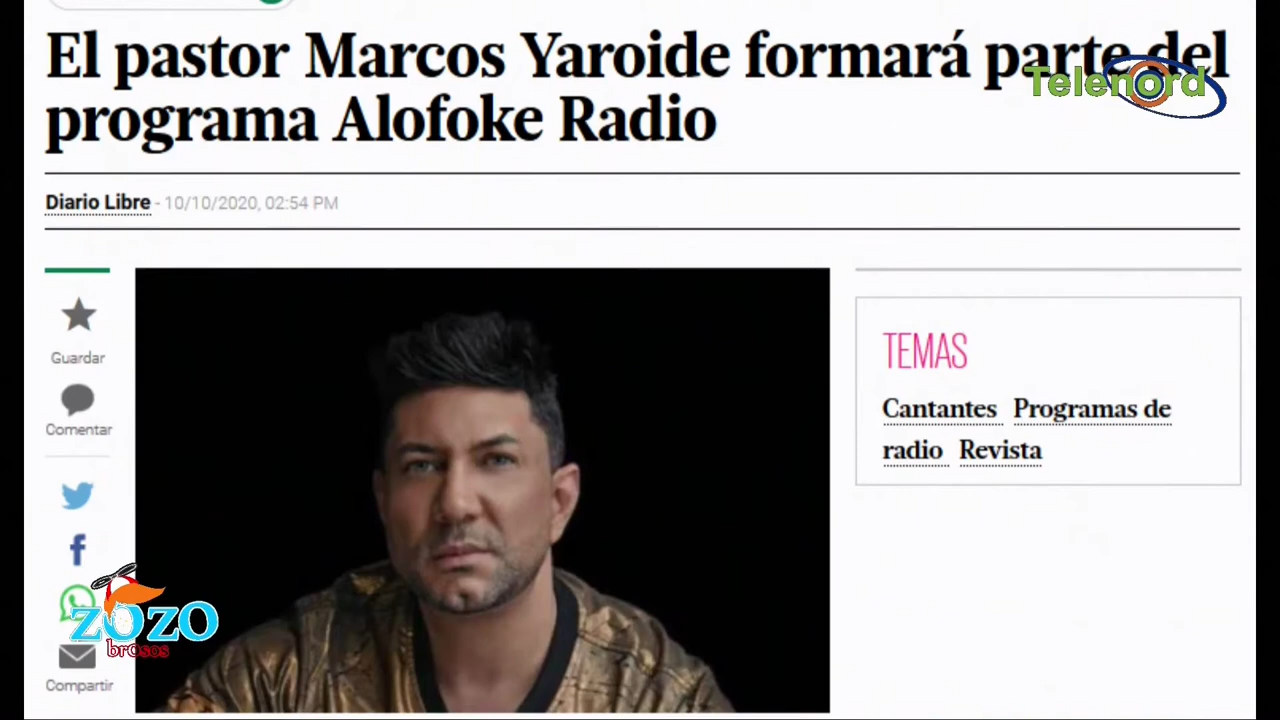 El pastor Marcos Yaroide formará parte del
programa Alofoke Radio
Telenord
Diario Libre - 10/10/2020, 02:54 PM
Guardar
Comentar
Compartir
TEMAS
Cantantes Programas de
radio Revista
ZOZO
brosos